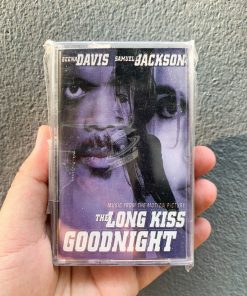 GEENA DAVIS SAMUEL JACKSON
MUSIC FROM THE MOTION PICTURE
THE LONG KISS
GOODNIGHT